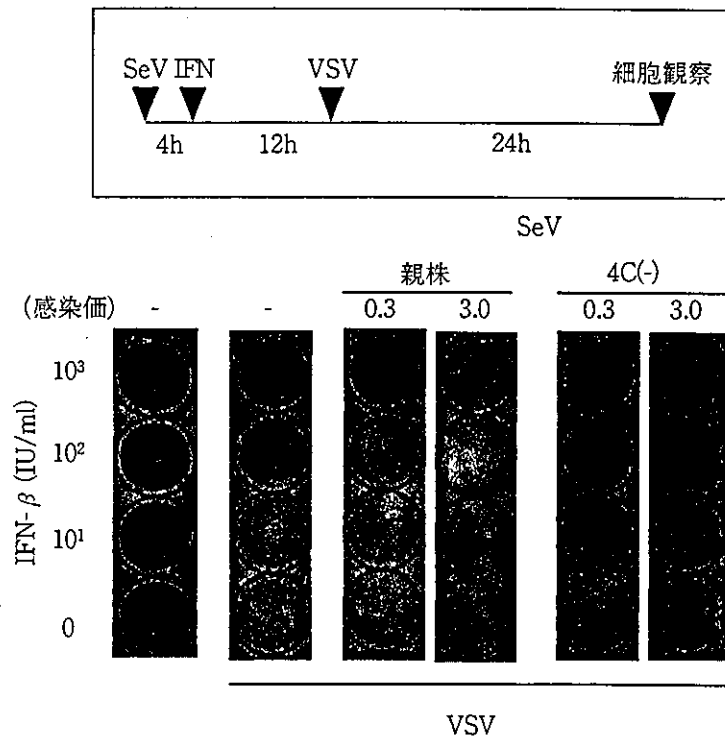 SeV IFN VSV 細胞観察
4h 12h 24h
SeV
親株 4C(-)
(感染価) - - 0.3 3.0 0.3 3.0
IFN-β (IU/ml)
10³
10²
10¹
0
VSV